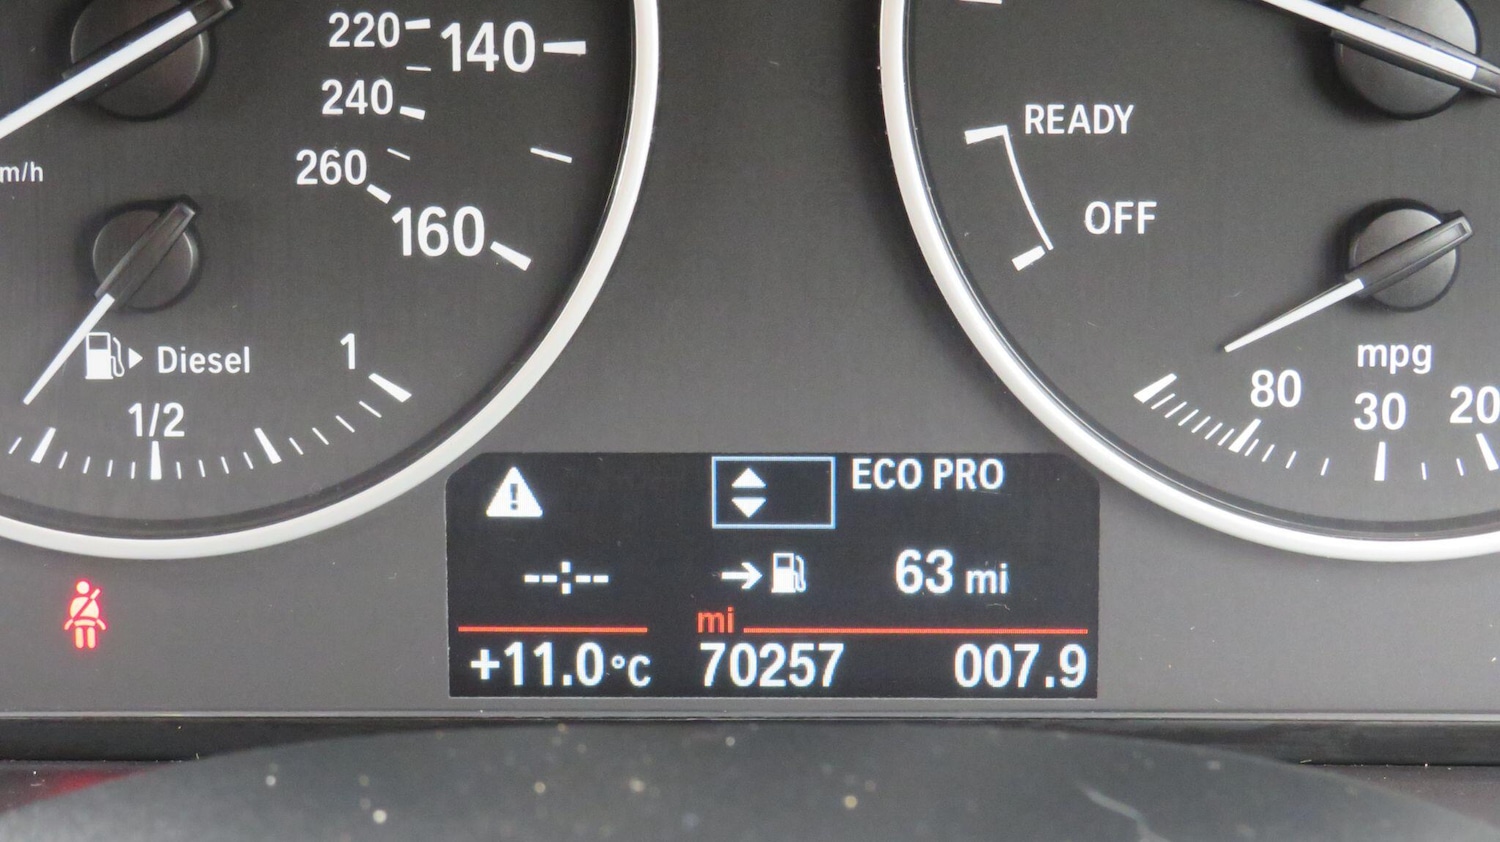 220
140
240
260
160
m/h
Diesel
1
1/2
READY
OFF
mpg
80
30
20
ECO PRO
--:--
63 mi
mi
+11.0°C
70257
007.9